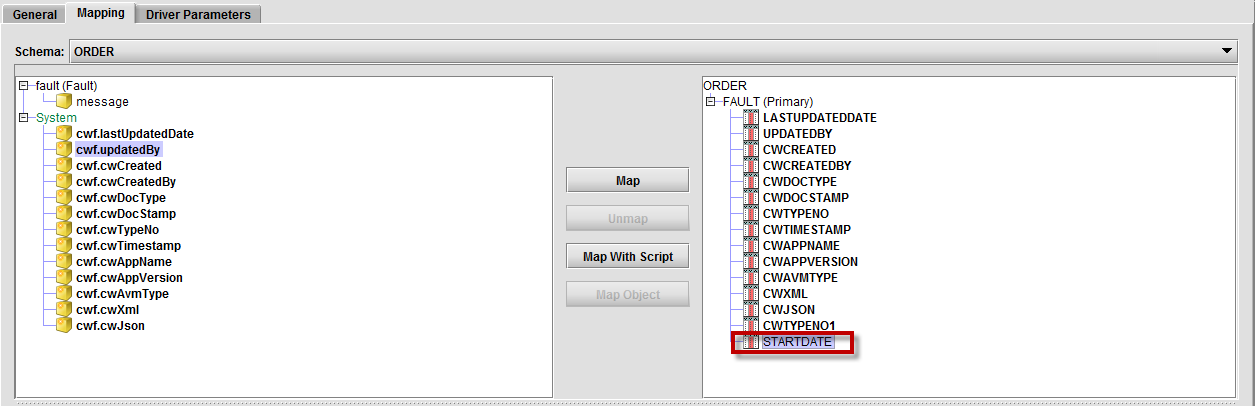 General Mapping Driver Parameters
Schema: ORDER
fault (Fault)
message
System
cwf.lastUpdatedDate
cwf.updatedBy
cwf.cwCreated
cwf.cwCreatedBy
cwf.cwDocType
cwf.cwDocStamp
cwf.cwTypeNo
cwf.cwTimestamp
cwf.cwAppName
cwf.cwAppVersion
cwf.cwAvmType
cwf.cwXml
cwf.cwJson
Map
Unmap
Map With Script
Map Object
ORDER
FAULT (Primary)
LASTUPDATEDDATE
UPDATEDBY
CWCREATED
CWCREATEDBY
CWDOCTYPE
CWDOCSTAMP
CWTYPENO
CWTIMESTAMP
CWAPPNAME
CWAPPVERSION
CWAVMTYPE
CWXML
CWJSON
CWTYPENO1
STARTDATE